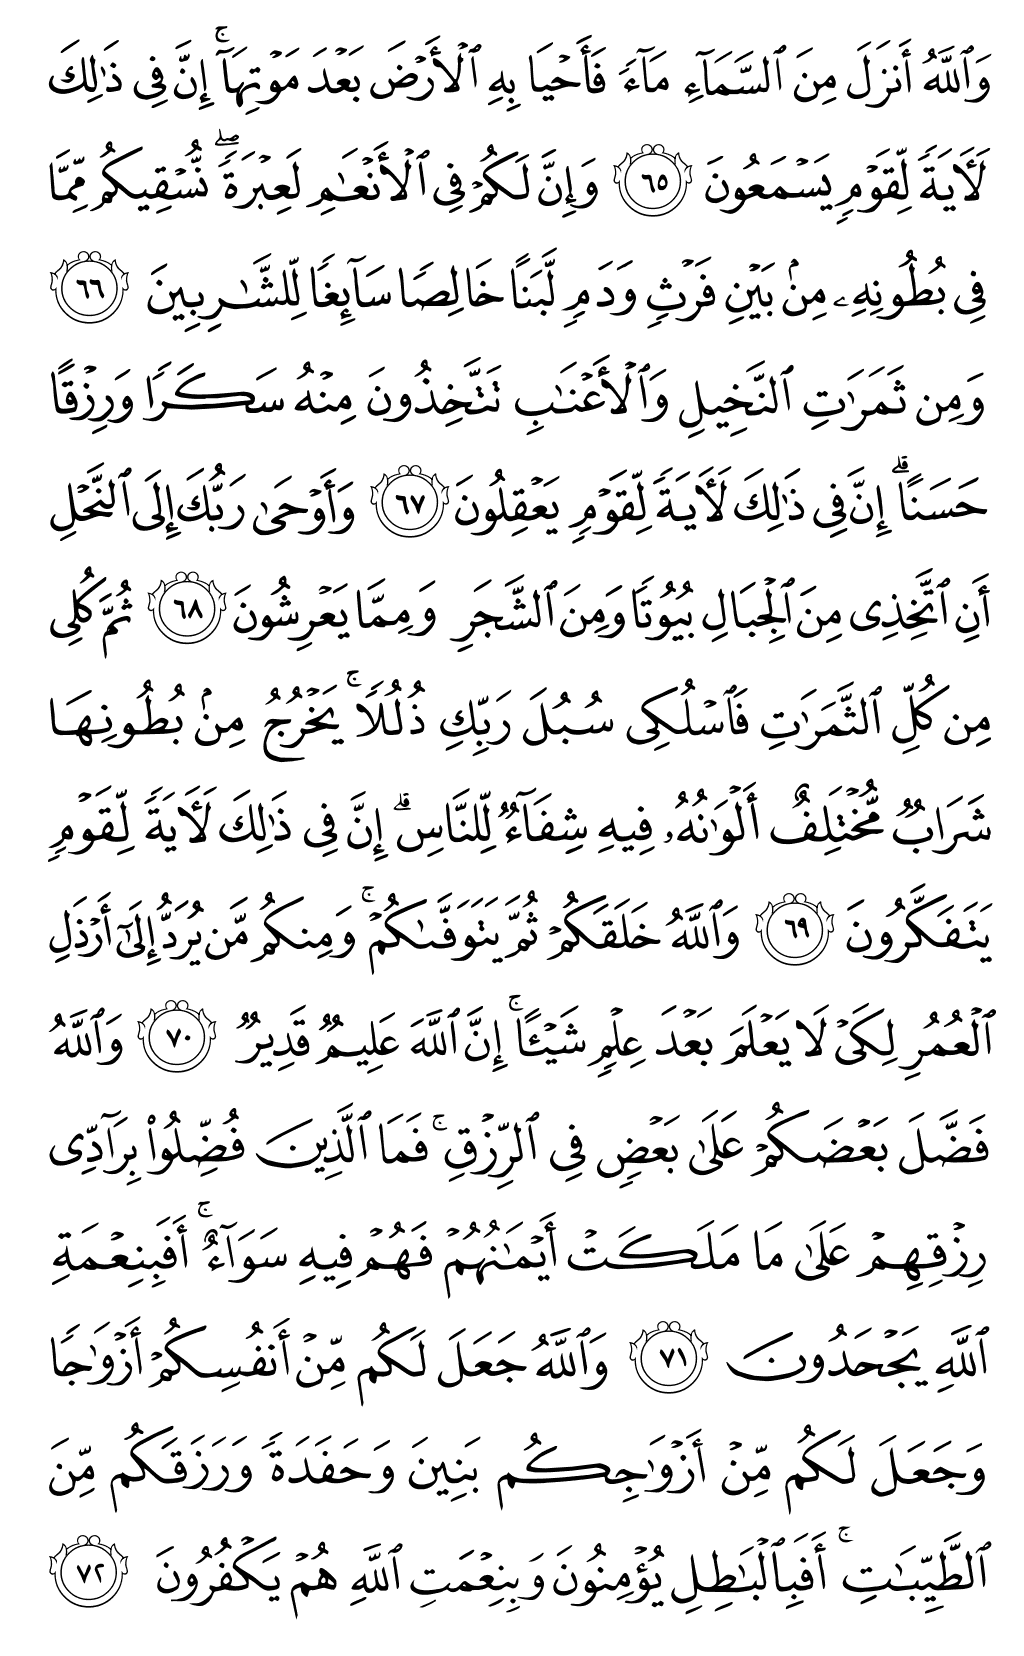 وَٱللَّهُ أَنزَلَ مِنَ ٱلسَّمَآءِ مَآءً فَأَحۡيَا بِهِ ٱلۡأَرۡضَ بَعۡدَ مَوۡتِهَآۚ إِنَّ فِي ذَٰلِكَ
لَأٓيَةً لِّقَوۡمٍ يَسۡمَعُونَ ٦٥ وَإِنَّ لَكُمۡ فِي ٱلۡأَنۡعَٰمِ لَعِبۡرَةًۖ نُّسۡقِيكُم مِّمَّا
فِي بُطُونِهِۦ مِنۢ بَيۡنِ فَرۡثٍ وَدَمٍ لَّبَنًا خَالِصًا سَآئِغًا لِّلشَّٰرِبِينَ ٦٦
وَمِن ثَمَرَٰتِ ٱلنَّخِيلِ وَٱلۡأَعۡنَٰبِ تَتَّخِذُونَ مِنۡهُ سَكَرًا وَرِزۡقًا
حَسَنًاۗ إِنَّ فِي ذَٰلِكَ لَأٓيَةً لِّقَوۡمٍ يَعۡقِلُونَ ٦٧ وَأَوۡحَىٰ رَبُّكَ إِلَى ٱلنَّحۡلِ
أَنِ ٱتَّخِذِي مِنَ ٱلۡجِبَالِ بُيُوتًا وَمِنَ ٱلشَّجَرِ وَمِمَّا يَعۡرِشُونَ ٦٨ ثُمَّ كُلِي
مِن كُلِّ ٱلثَّمَرَٰتِ فَٱسۡلُكِي سُبُلَ رَبِّكِ ذُلُلًاۚ يَخۡرُجُ مِنۢ بُطُونِهَا
شَرَابٌ مُّخۡتَلِفٌ أَلۡوَٰنُهُۥ فِيهِ شِفَآءٌ لِّلنَّاسِۗ إِنَّ فِي ذَٰلِكَ لَأٓيَةً لِّقَوۡمٍ
يَتَفَكَّرُونَ ٦٩ وَٱللَّهُ خَلَقَكُمۡ ثُمَّ يَتَوَفَّىٰكُمۡۚ وَمِنكُم مَّن يُرَدُّ إِلَىٰٓ أَرۡذَلِ
ٱلۡعُمُرِ لِكَيۡ لَا يَعۡلَمَ بَعۡدَ عِلۡمٍ شَيۡـًٔاۚ إِنَّ ٱللَّهَ عَلِيمٌ قَدِيرٌ ٧٠ وَٱللَّهُ
فَضَّلَ بَعۡضَكُمۡ عَلَىٰ بَعۡضٍ فِي ٱلرِّزۡقِۚ فَمَا ٱلَّذِينَ فُضِّلُواْ بِرَآدِّي
رِزۡقِهِمۡ عَلَىٰ مَا مَلَكَتۡ أَيۡمَٰنُهُمۡ فَهُمۡ فِيهِ سَوَآءٌۚ أَفَبِنِعۡمَةِ
ٱللَّهِ يَجۡحَدُونَ ٧١ وَٱللَّهُ جَعَلَ لَكُم مِّنۡ أَنفُسِكُمۡ أَزۡوَٰجًا
وَجَعَلَ لَكُم مِّنۡ أَزۡوَٰجِكُم بَنِينَ وَحَفَدَةً وَرَزَقَكُم مِّنَ
ٱلطَّيِّبَٰتِۚ أَفَبِٱلۡبَٰطِلِ يُؤۡمِنُونَ وَبِنِعۡمَتِ ٱللَّهِ هُمۡ يَكۡفُرُونَ ٧٢